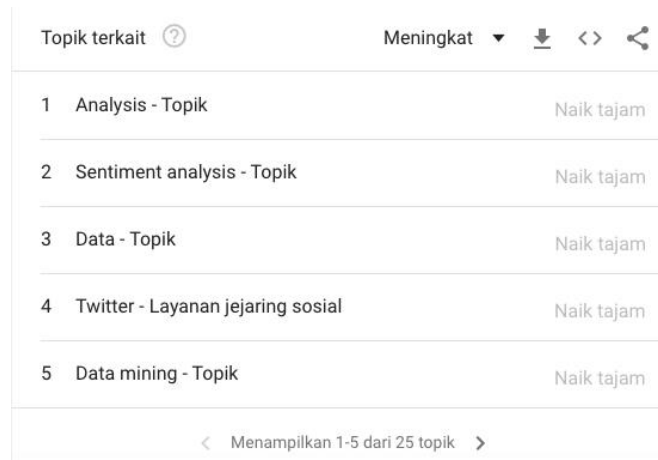 Topik terkait ? Meningkat <>
1 Analysis - Topik Naik tajam
2 Sentiment analysis - Topik Naik tajam
3 Data - Topik Naik tajam
4 Twitter - Layanan jejaring sosial Naik tajam
5 Data mining - Topik Naik tajam
Menampilkan 1-5 dari 25 topik